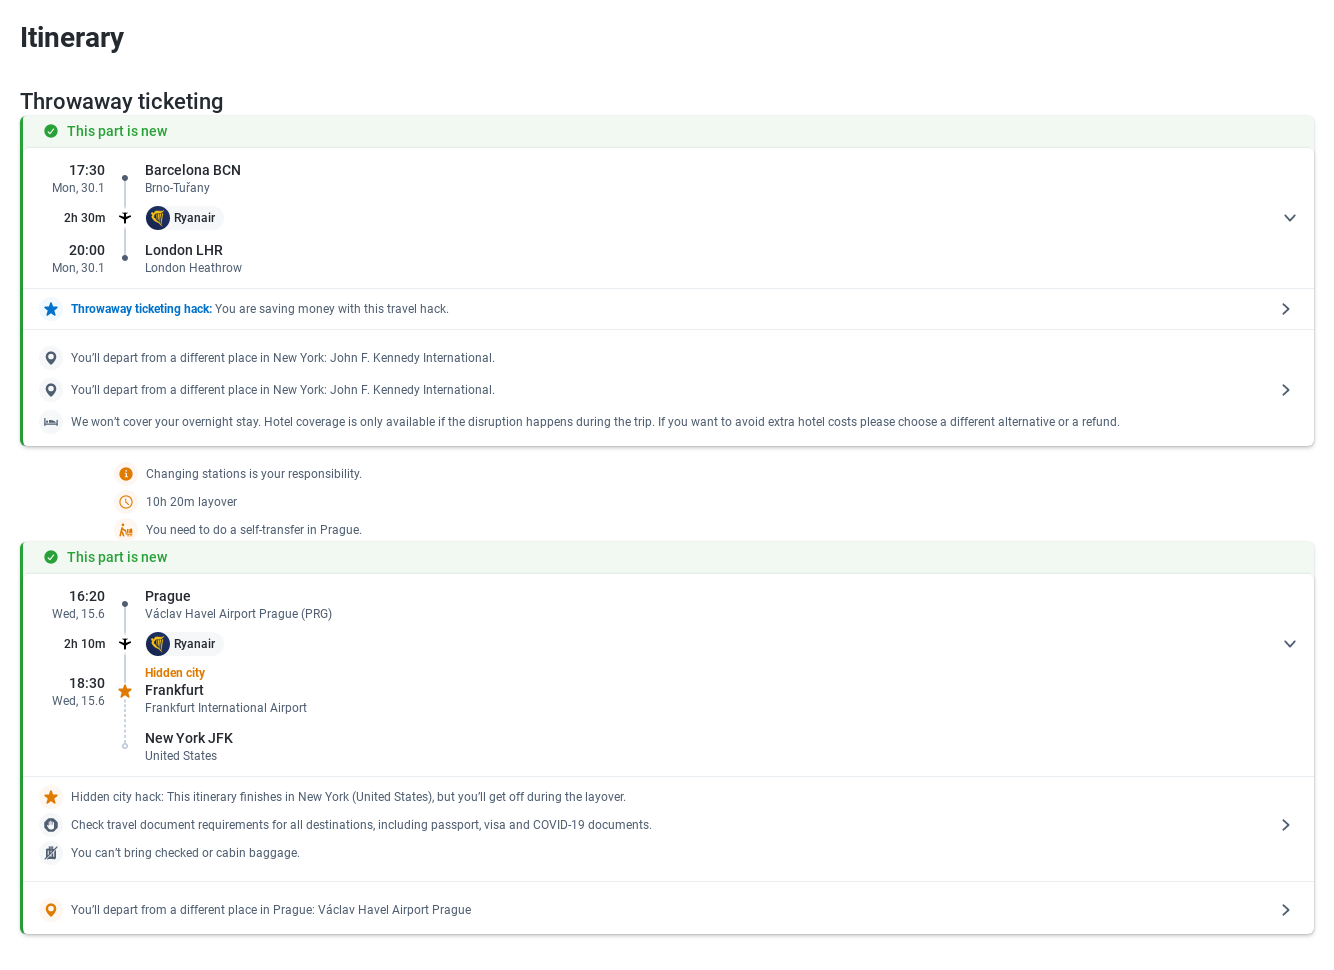 Itinerary
Throwaway ticketing
This part is new
17:30 Barcelona BCN
Mon, 30.1 Brno-Tuřany
2h 30m Ryanair
20:00 London LHR
Mon, 30.1 London Heathrow
Throwaway ticketing hack: You are saving money with this travel hack.
You’ll depart from a different place in New York: John F. Kennedy International.
You’ll depart from a different place in New York: John F. Kennedy International.
We won’t cover your overnight stay. Hotel coverage is only available if the disruption happens during the trip. If you want to avoid extra hotel costs please choose a different alternative or a refund.
Changing stations is your responsibility.
10h 20m layover
You need to do a self-transfer in Prague.
This part is new
16:20 Prague
Wed, 15.6 Václav Havel Airport Prague (PRG)
2h 10m Ryanair
Hidden city
18:30 Frankfurt
Wed, 15.6 Frankfurt International Airport
New York JFK
United States
Hidden city hack: This itinerary finishes in New York (United States), but you’ll get off during the layover.
Check travel document requirements for all destinations, including passport, visa and COVID-19 documents.
You can’t bring checked or cabin baggage.
You’ll depart from a different place in Prague: Václav Havel Airport Prague